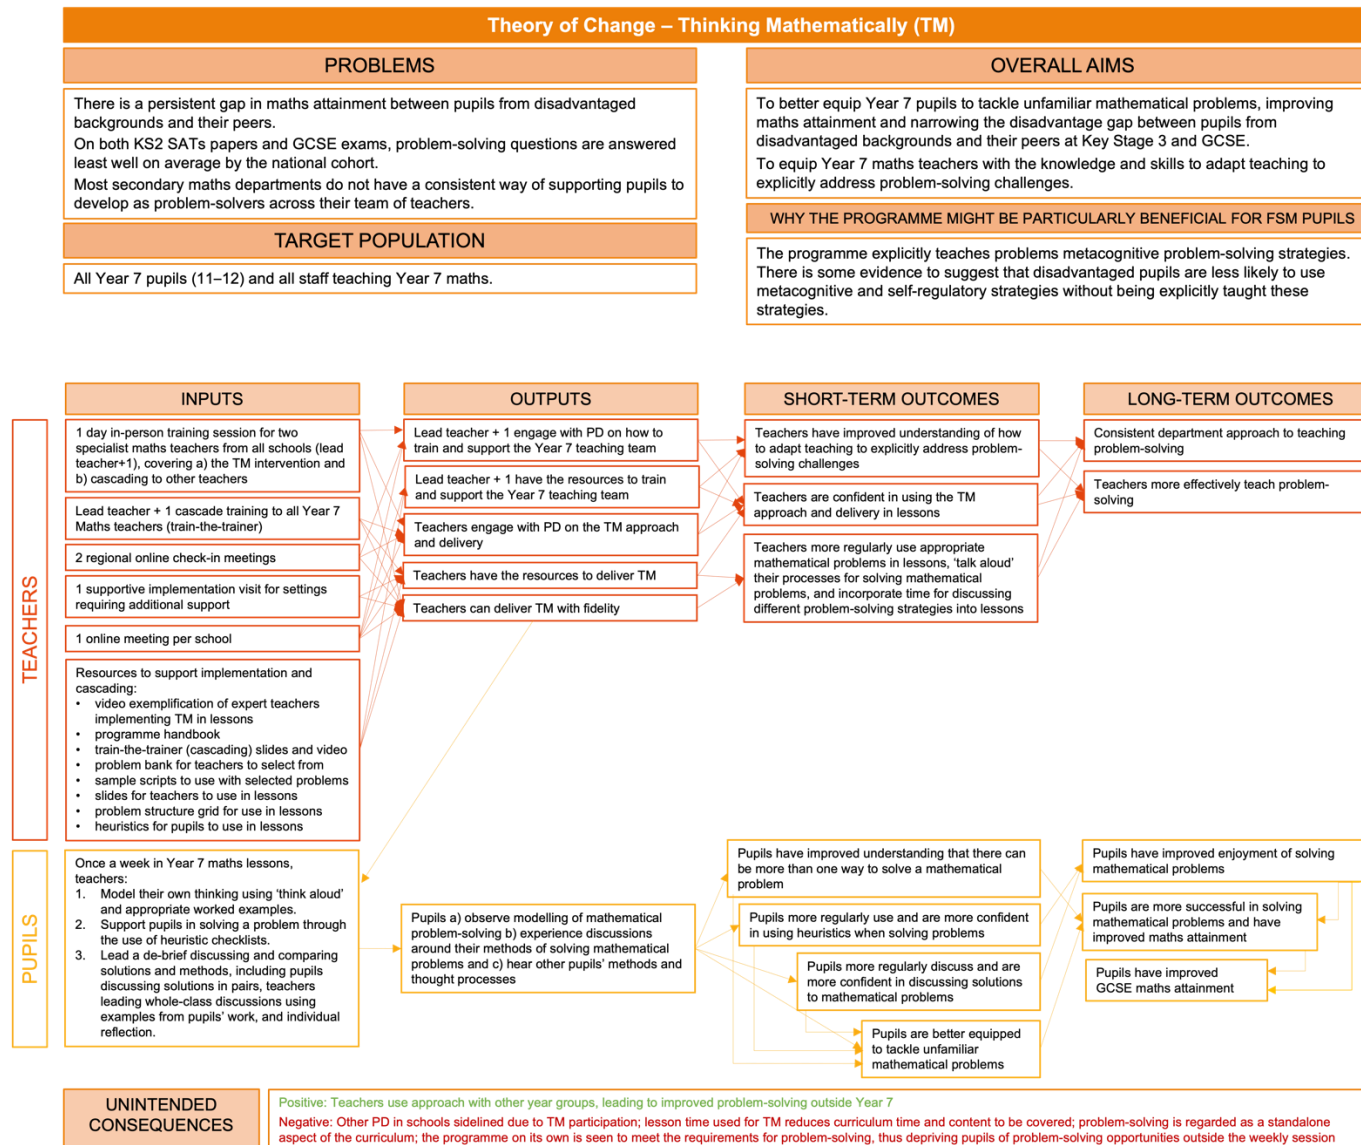 Theory of Change – Thinking Mathematically (TM)
PROBLEMS
There is a persistent gap in maths attainment between pupils from disadvantaged
backgrounds and their peers.
On both KS2 SATs papers and GCSE exams, problem-solving questions are answered
least well on average by the national cohort.
Most secondary maths departments do not have a consistent way of supporting pupils to
develop as problem-solvers across their team of teachers.
TARGET POPULATION
All Year 7 pupils (11–12) and all staff teaching Year 7 maths.
OVERALL AIMS
To better equip Year 7 pupils to tackle unfamiliar mathematical problems, improving
maths attainment and narrowing the disadvantage gap between pupils from
disadvantaged backgrounds and their peers at Key Stage 3 and GCSE.
To equip Year 7 maths teachers with the knowledge and skills to adapt teaching to
explicitly address problem-solving challenges.
WHY THE PROGRAMME MIGHT BE PARTICULARLY BENEFICIAL FOR FSM PUPILS
The programme explicitly teaches problems metacognitive problem-solving strategies.
There is some evidence to suggest that disadvantaged pupils are less likely to use
metacognitive and self-regulatory strategies without being explicitly taught these
strategies.
INPUTS
OUTPUTS
SHORT-TERM OUTCOMES
LONG-TERM OUTCOMES
TEACHERS
1 day in-person training session for two
specialist maths teachers from all schools (lead
teacher+1), covering a) the TM intervention and
b) cascading to other teachers
Lead teacher + 1 cascade training to all Year 7
Maths teachers (train-the-trainer)
2 regional online check-in meetings
1 supportive implementation visit for settings
requiring additional support
1 online meeting per school
Resources to support implementation and
cascading:
• video exemplification of expert teachers
implementing TM in lessons
• programme handbook
• train-the-trainer (cascading) slides and video
• problem bank for teachers to select from
• sample scripts to use with selected problems
• slides for teachers to use in lessons
• problem structure grid for use in lessons
• heuristics for pupils to use in lessons
Lead teacher + 1 engage with PD on how to
train and support the Year 7 teaching team
Lead teacher + 1 have the resources to train
and support the Year 7 teaching team
Teachers engage with PD on the TM approach
and delivery
Teachers have the resources to deliver TM
Teachers can deliver TM with fidelity
Teachers have improved understanding of how
to adapt teaching to explicitly address problem-
solving challenges
Teachers are confident in using the TM
approach and delivery in lessons
Teachers more regularly use appropriate
mathematical problems in lessons, ‘talk aloud’
their processes for solving mathematical
problems, and incorporate time for discussing
different problem-solving strategies into lessons
Consistent department approach to teaching
problem-solving
Teachers more effectively teach problem-
solving
PUPILS
Once a week in Year 7 maths lessons,
teachers:
1. Model their own thinking using ‘think aloud’
and appropriate worked examples.
2. Support pupils in solving a problem through
the use of heuristic checklists.
3. Lead a de-brief discussing and comparing
solutions and methods, including pupils
discussing solutions in pairs, teachers
leading whole-class discussions using
examples from pupils’ work, and individual
reflection.
Pupils a) observe modelling of mathematical
problem-solving b) experience discussions
around their methods of solving mathematical
problems and c) hear other pupils’ methods and
thought processes
Pupils have improved understanding that there can
be more than one way to solve a mathematical
problem
Pupils more regularly use and are more confident
in using heuristics when solving problems
Pupils more regularly discuss and are
more confident in discussing solutions
to mathematical problems
Pupils are better equipped
to tackle unfamiliar
mathematical problems
Pupils have improved enjoyment of solving
mathematical problems
Pupils are more successful in solving
mathematical problems and have
improved maths attainment
Pupils have improved
GCSE maths attainment
UNINTENDED
CONSEQUENCES
Positive: Teachers use approach with other year groups, leading to improved problem-solving outside Year 7
Negative: Other PD in schools sidelined due to TM participation; lesson time used for TM reduces curriculum time and content to be covered; problem-solving is regarded as a standalone
aspect of the curriculum; the programme on its own is seen to meet the requirements for problem-solving, thus depriving pupils of problem-solving opportunities outside the weekly session